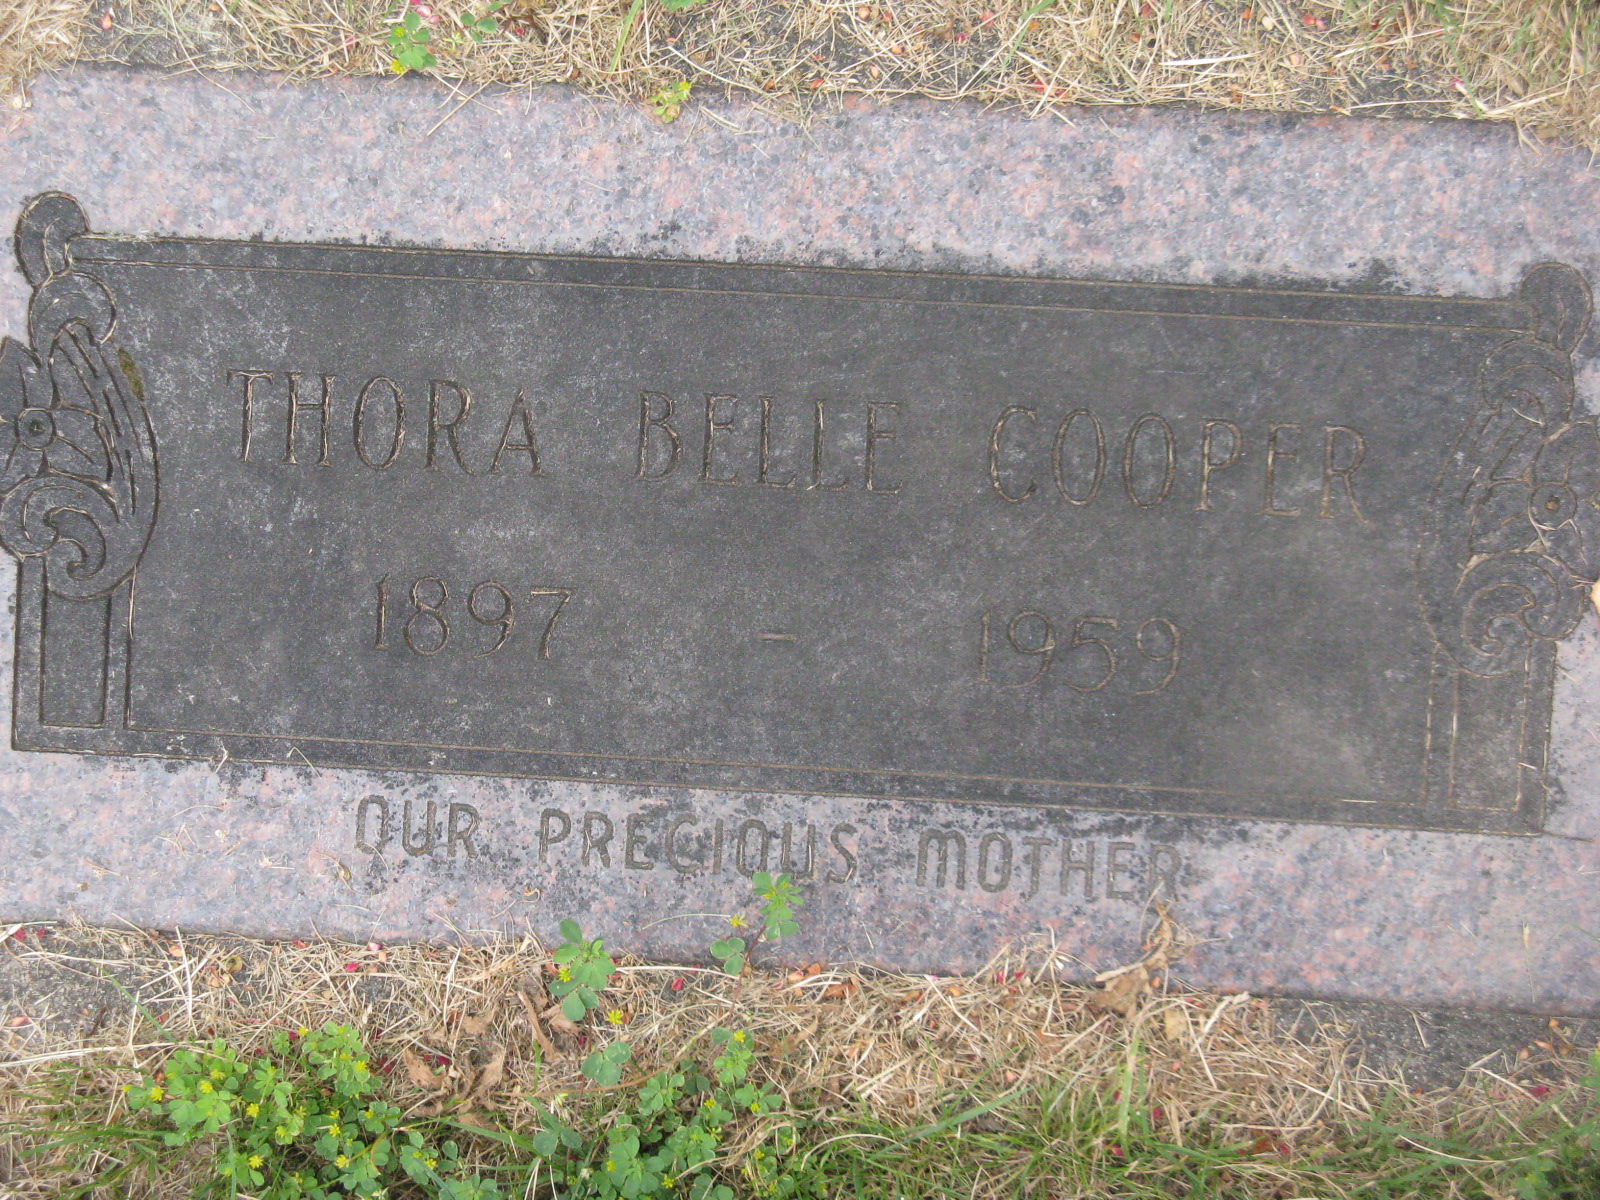 THORA BELLE COOPER
1897 - 1959
OUR PRECIOUS MOTHER